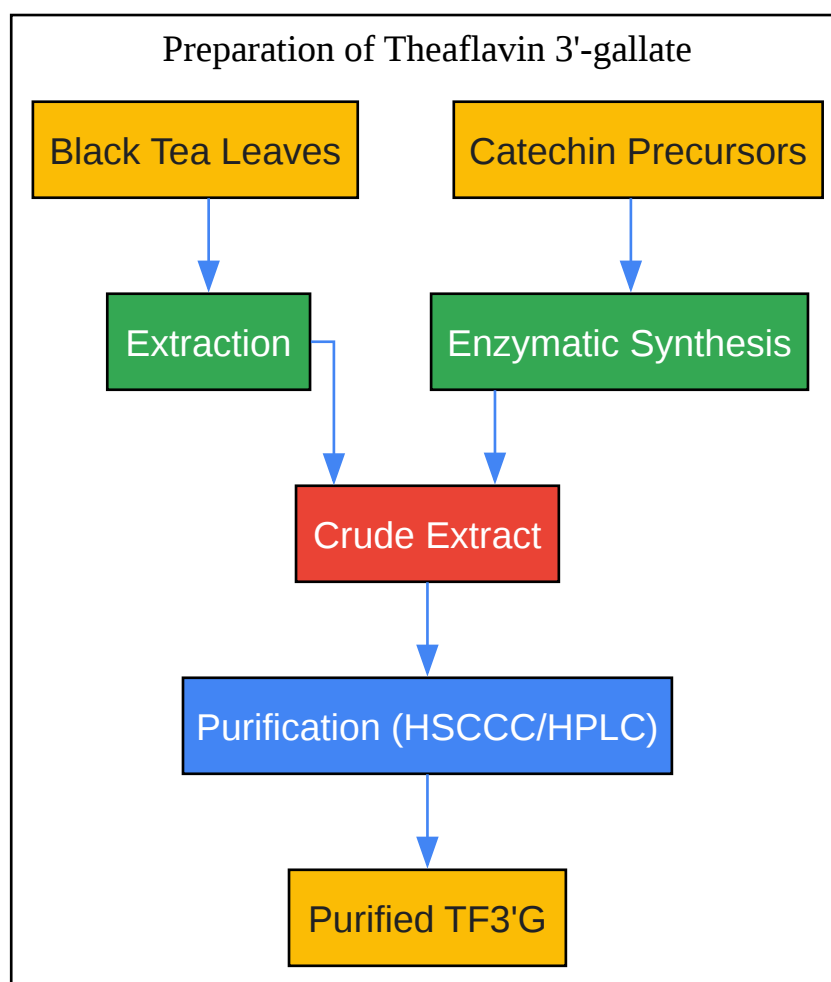 Preparation of Theaflavin 3'-gallate
Black Tea Leaves
Catechin Precursors
Extraction
Enzymatic Synthesis
Crude Extract
Purification (HSCCC/HPLC)
Purified TF3'G